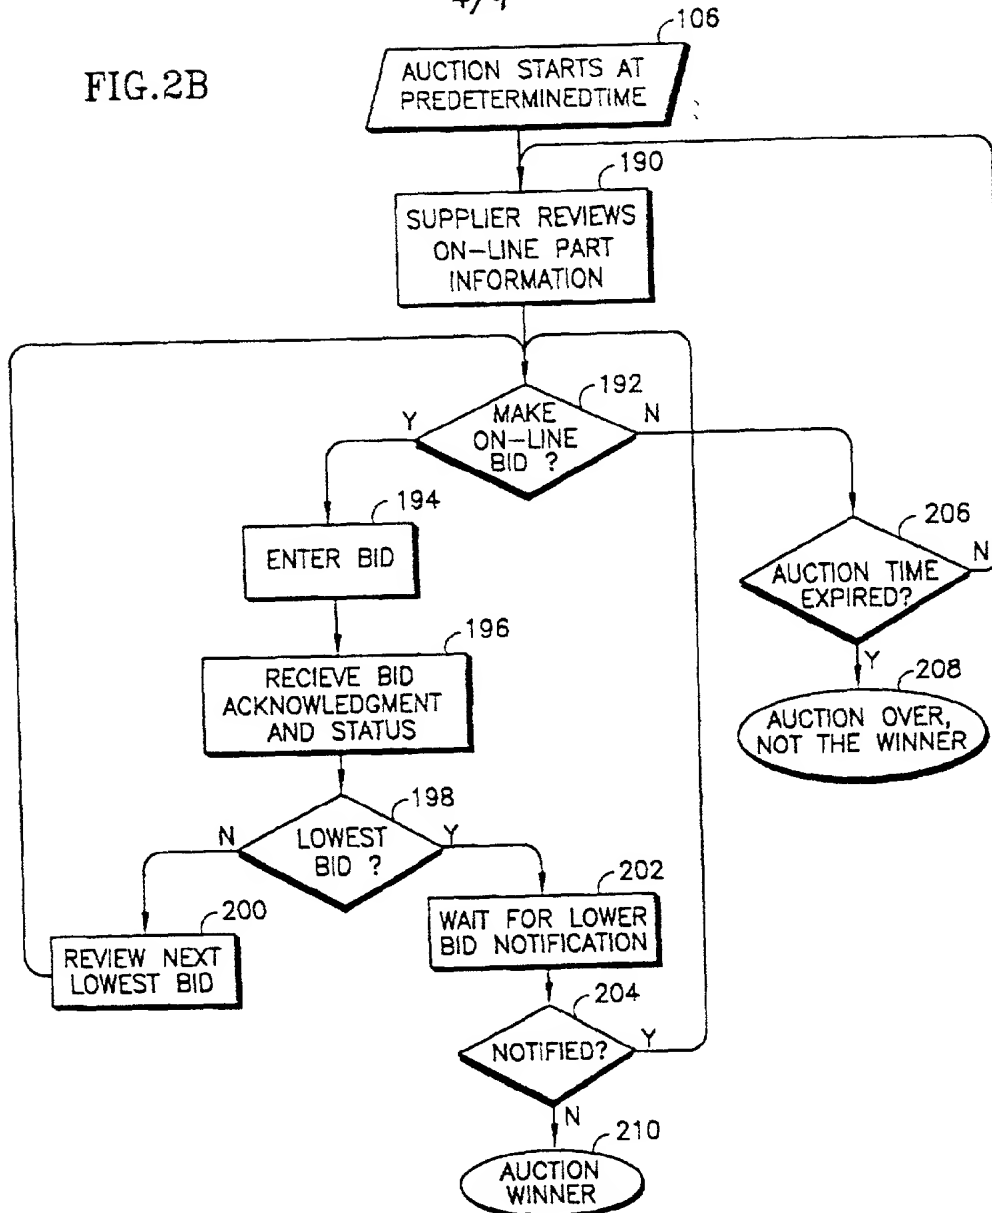 4/9
FIG.2B
106
AUCTION STARTS AT
PREDETERMINEDTIME
190
SUPPLIER REVIEWS
ON-LINE PART
INFORMATION
192
Y
MAKE
ON-LINE
BID ?
N
194
ENTER BID
206
AUCTION TIME
EXPIRED?
N
Y
196
RECIEVE BID
ACKNOWLEDGMENT
AND STATUS
208
AUCTION OVER,
NOT THE WINNER
198
N
LOWEST
BID ?
Y
200
REVIEW NEXT
LOWEST BID
202
WAIT FOR LOWER
BID NOTIFICATION
204
NOTIFIED?
Y
N
210
AUCTION
WINNER